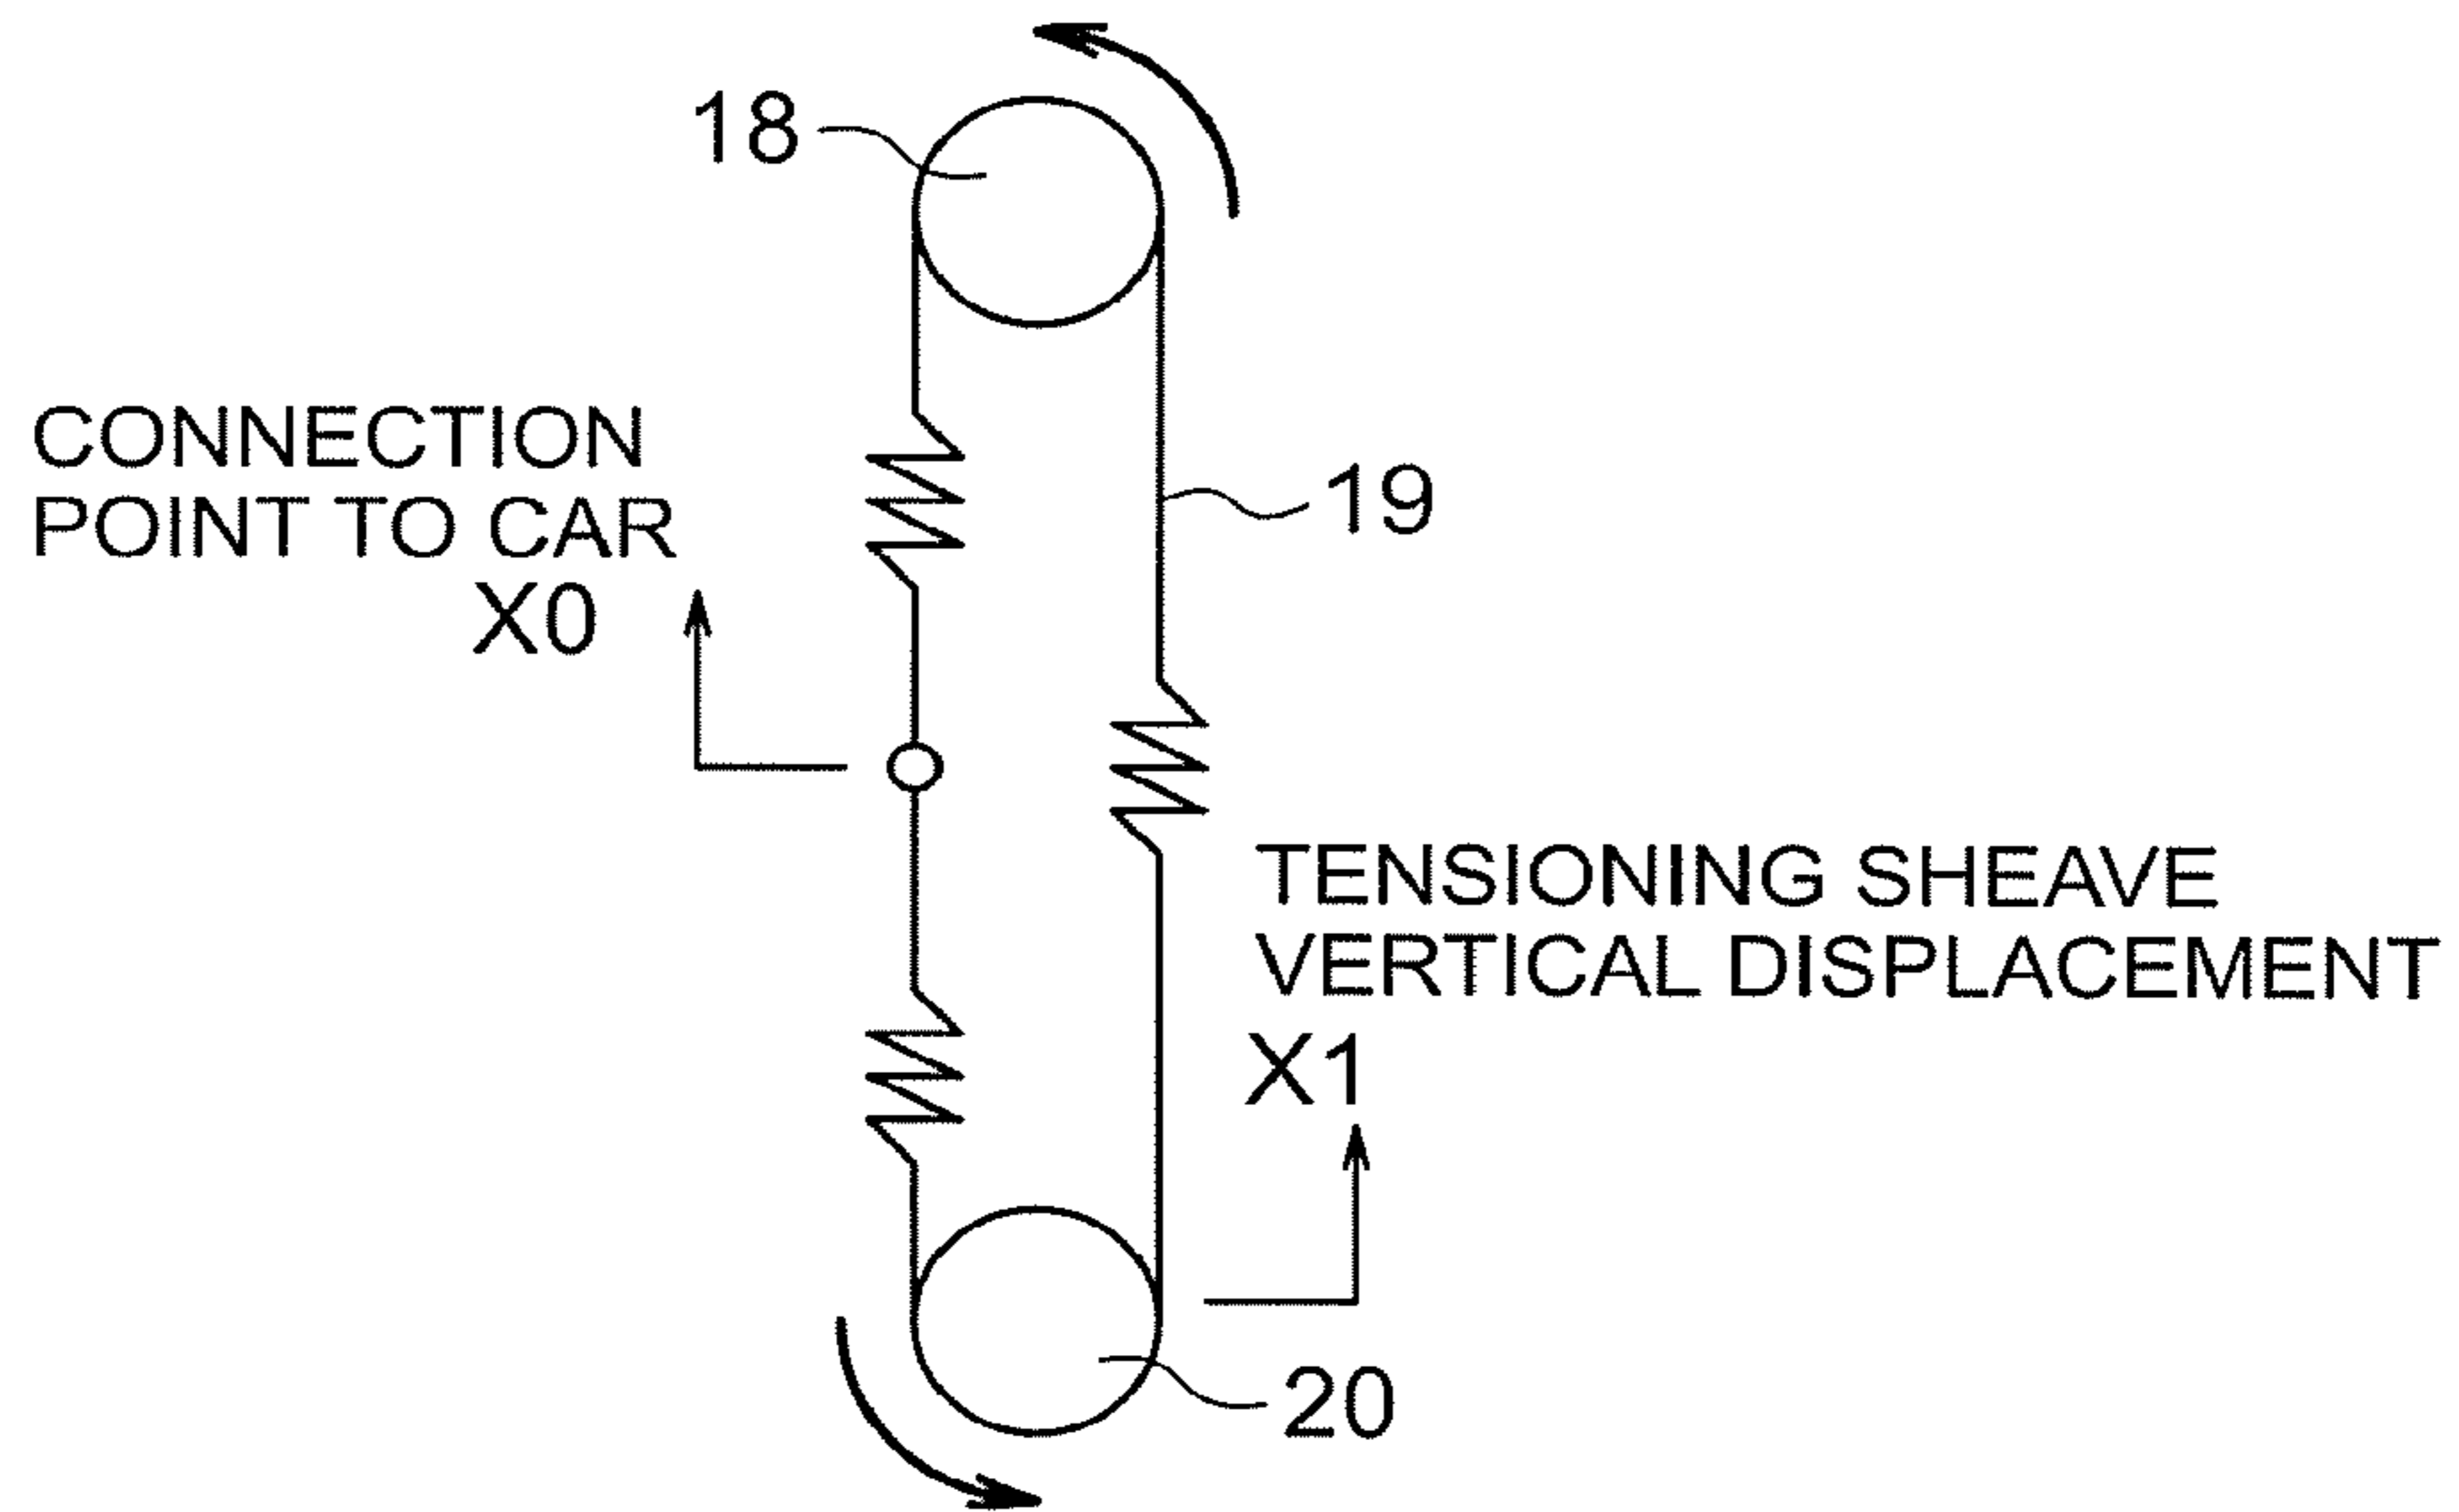 18
CONNECTION
POINT TO CAR
X0
19
TENSIONING SHEAVE
VERTICAL DISPLACEMENT
X1
20